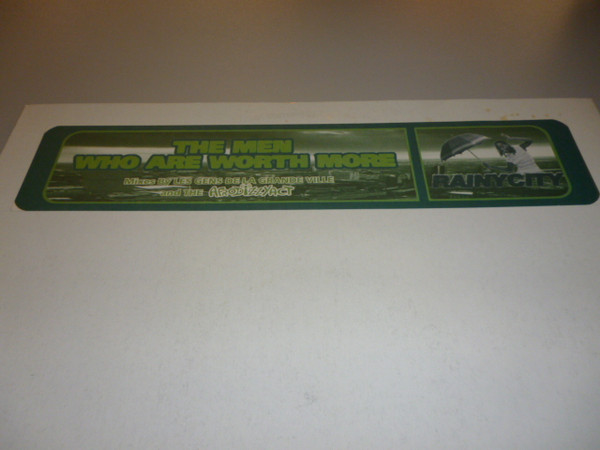 THE MEN
WHO ARE WORTH MORE
Mixes BY LES GENS DE LA GRANDE VILLE
and THE
RAINYCITY